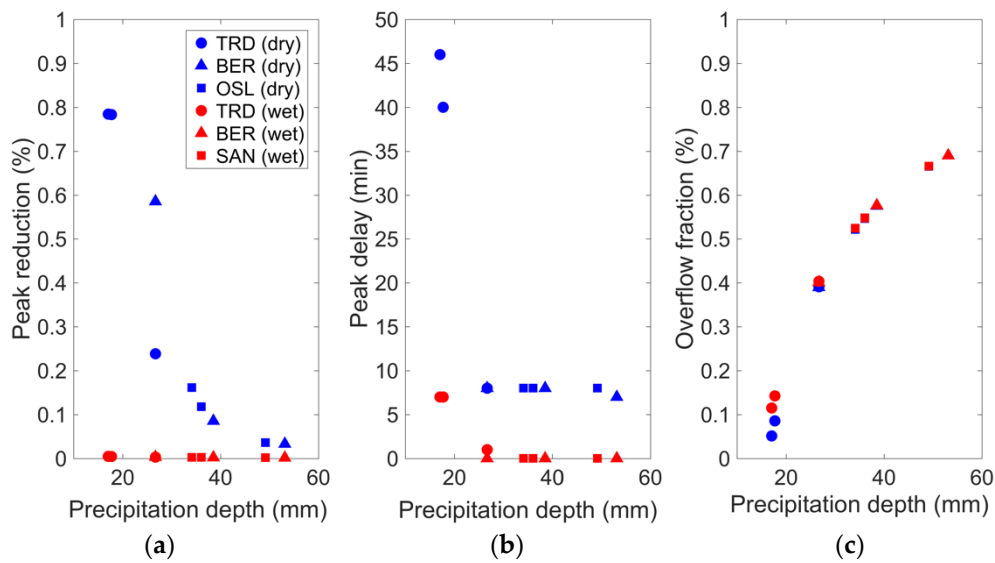 Peak reduction (%)
1
0.9
0.8
0.7
0.6
0.5
0.4
0.3
0.2
0.1
0
TRD (dry)
BER (dry)
OSL (dry)
TRD (wet)
BER (wet)
SAN (wet)
20 40 60
Precipitation depth (mm)
(a)
Peak delay (min)
50
45
40
35
30
25
20
15
10
5
0
20 40 60
Precipitation depth (mm)
(b)
Overflow fraction (%)
1
0.9
0.8
0.7
0.6
0.5
0.4
0.3
0.2
0.1
0
20 40 60
Precipitation depth (mm)
(c)